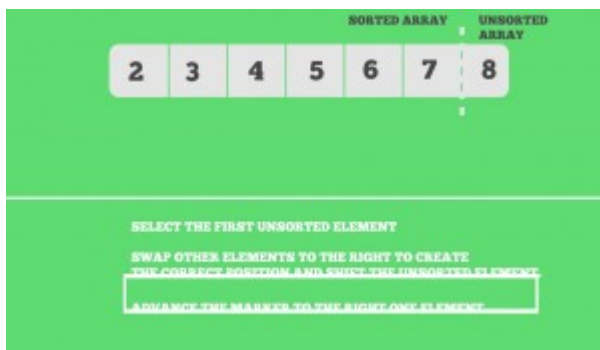 SORTED ARRAY
UNSORTED
ARRAY
2 3 4 5 6 7 8
SELECT THE FIRST UNSORTED ELEMENT
SWAP OTHER ELEMENTS TO THE RIGHT TO CREATE
THE CORRECT POSITION AND SHIFT THE UNSORTED ELEMENT
ADVANCE THE MARKER TO THE RIGHT ONE ELEMENT